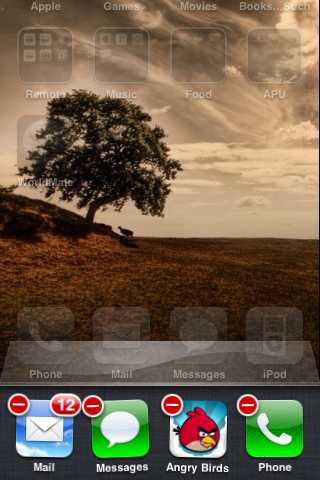 Apple Games Movies Books...Such
Remote Music Food APU
WorldMate
Phone Mail Messages iPod
12
Mail Messages Angry Birds Phone